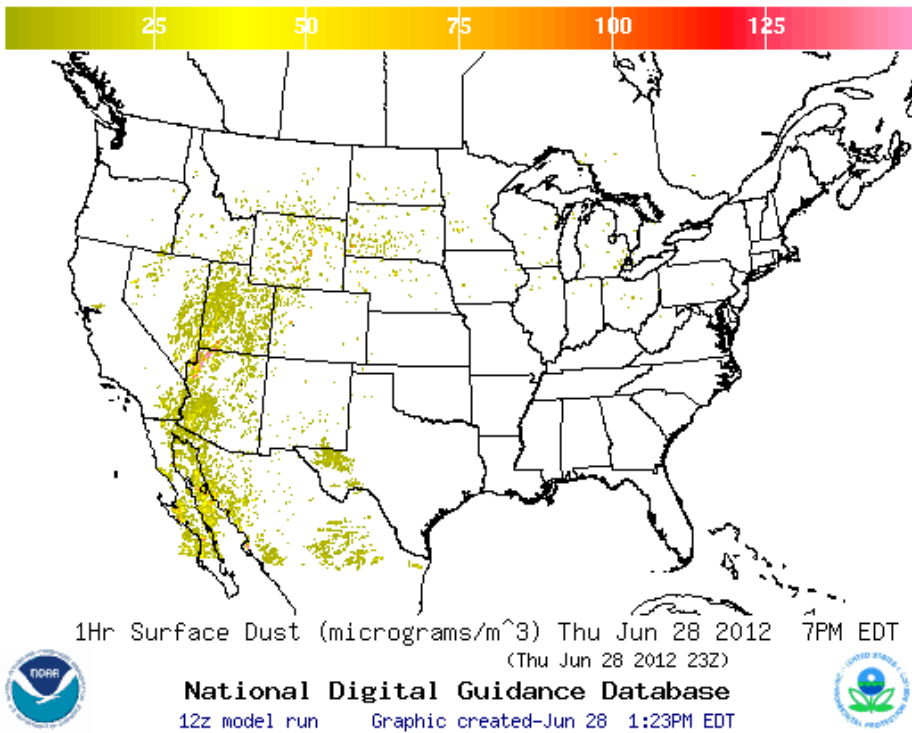 25 50 75 100 125
1Hr Surface Dust (micrograms/m^3) Thu Jun 28 2012 7PM EDT
(Thu Jun 28 2012 23Z)
National Digital Guidance Database
12z model run Graphic created-Jun 28 1:23PM EDT
NOAA